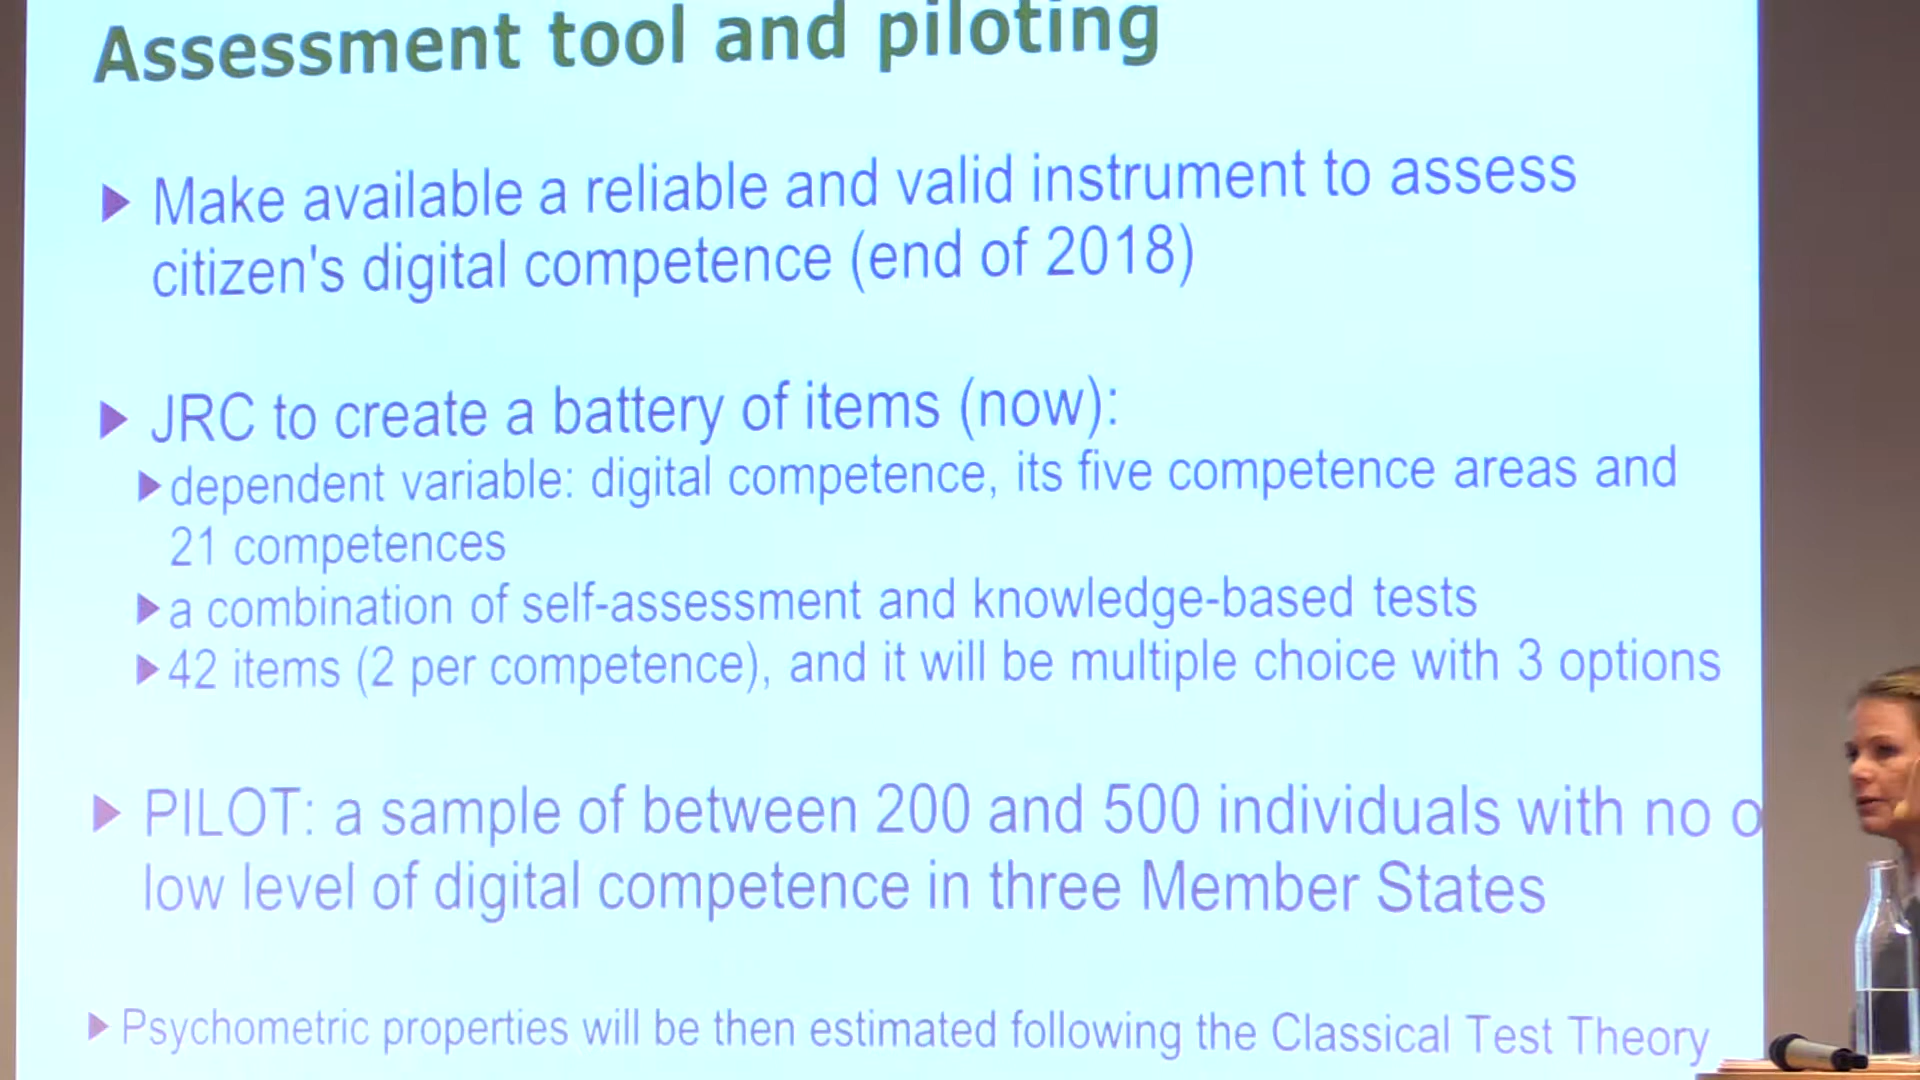 Assessment tool and piloting
Make available a reliable and valid instrument to assess
citizen's digital competence (end of 2018)
JRC to create a battery of items (now):
dependent variable: digital competence, its five competence areas and
21 competences
a combination of self-assessment and knowledge-based tests
42 items (2 per competence), and it will be multiple choice with 3 options
PILOT: a sample of between 200 and 500 individuals with no o
low level of digital competence in three Member States
Psychometric properties will be then estimated following the Classical Test Theory